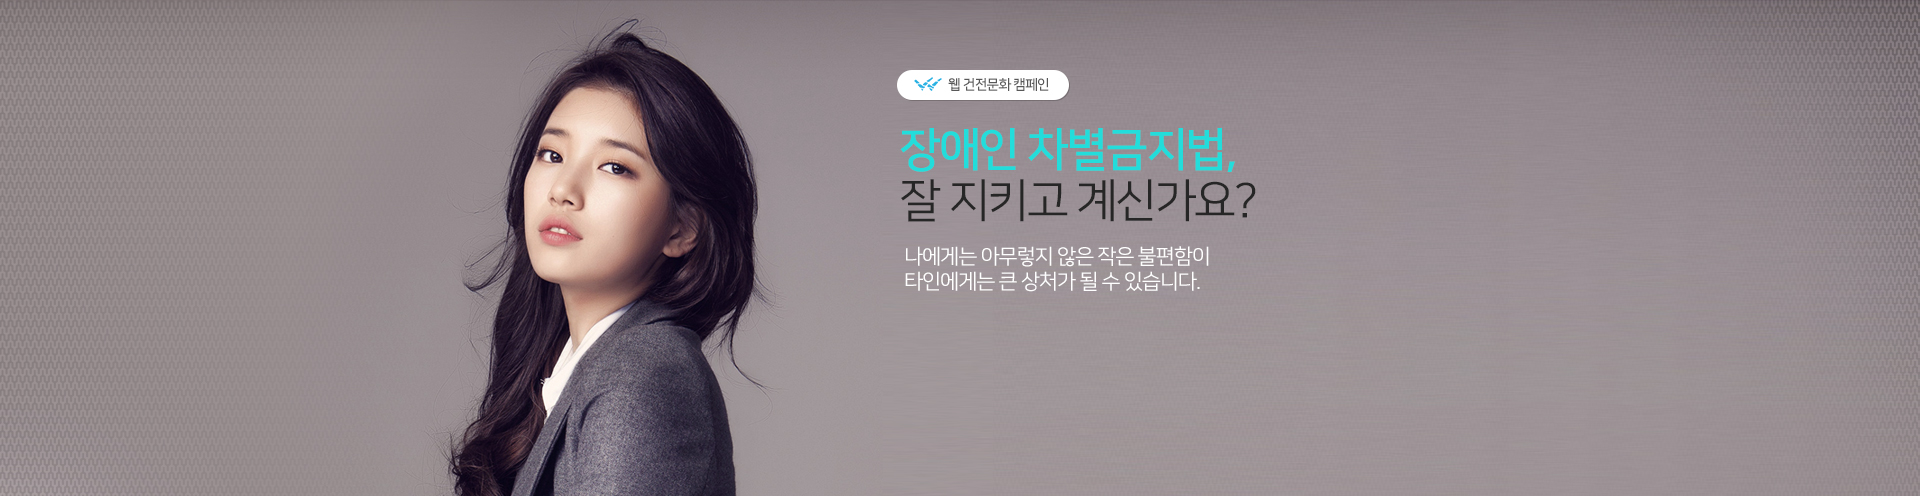 웹 건전문화 캠페인
장애인 차별금지법,
잘 지키고 계신가요?
나에게는 아무렇지 않은 작은 불편함이
타인에게는 큰 상처가 될 수 있습니다.